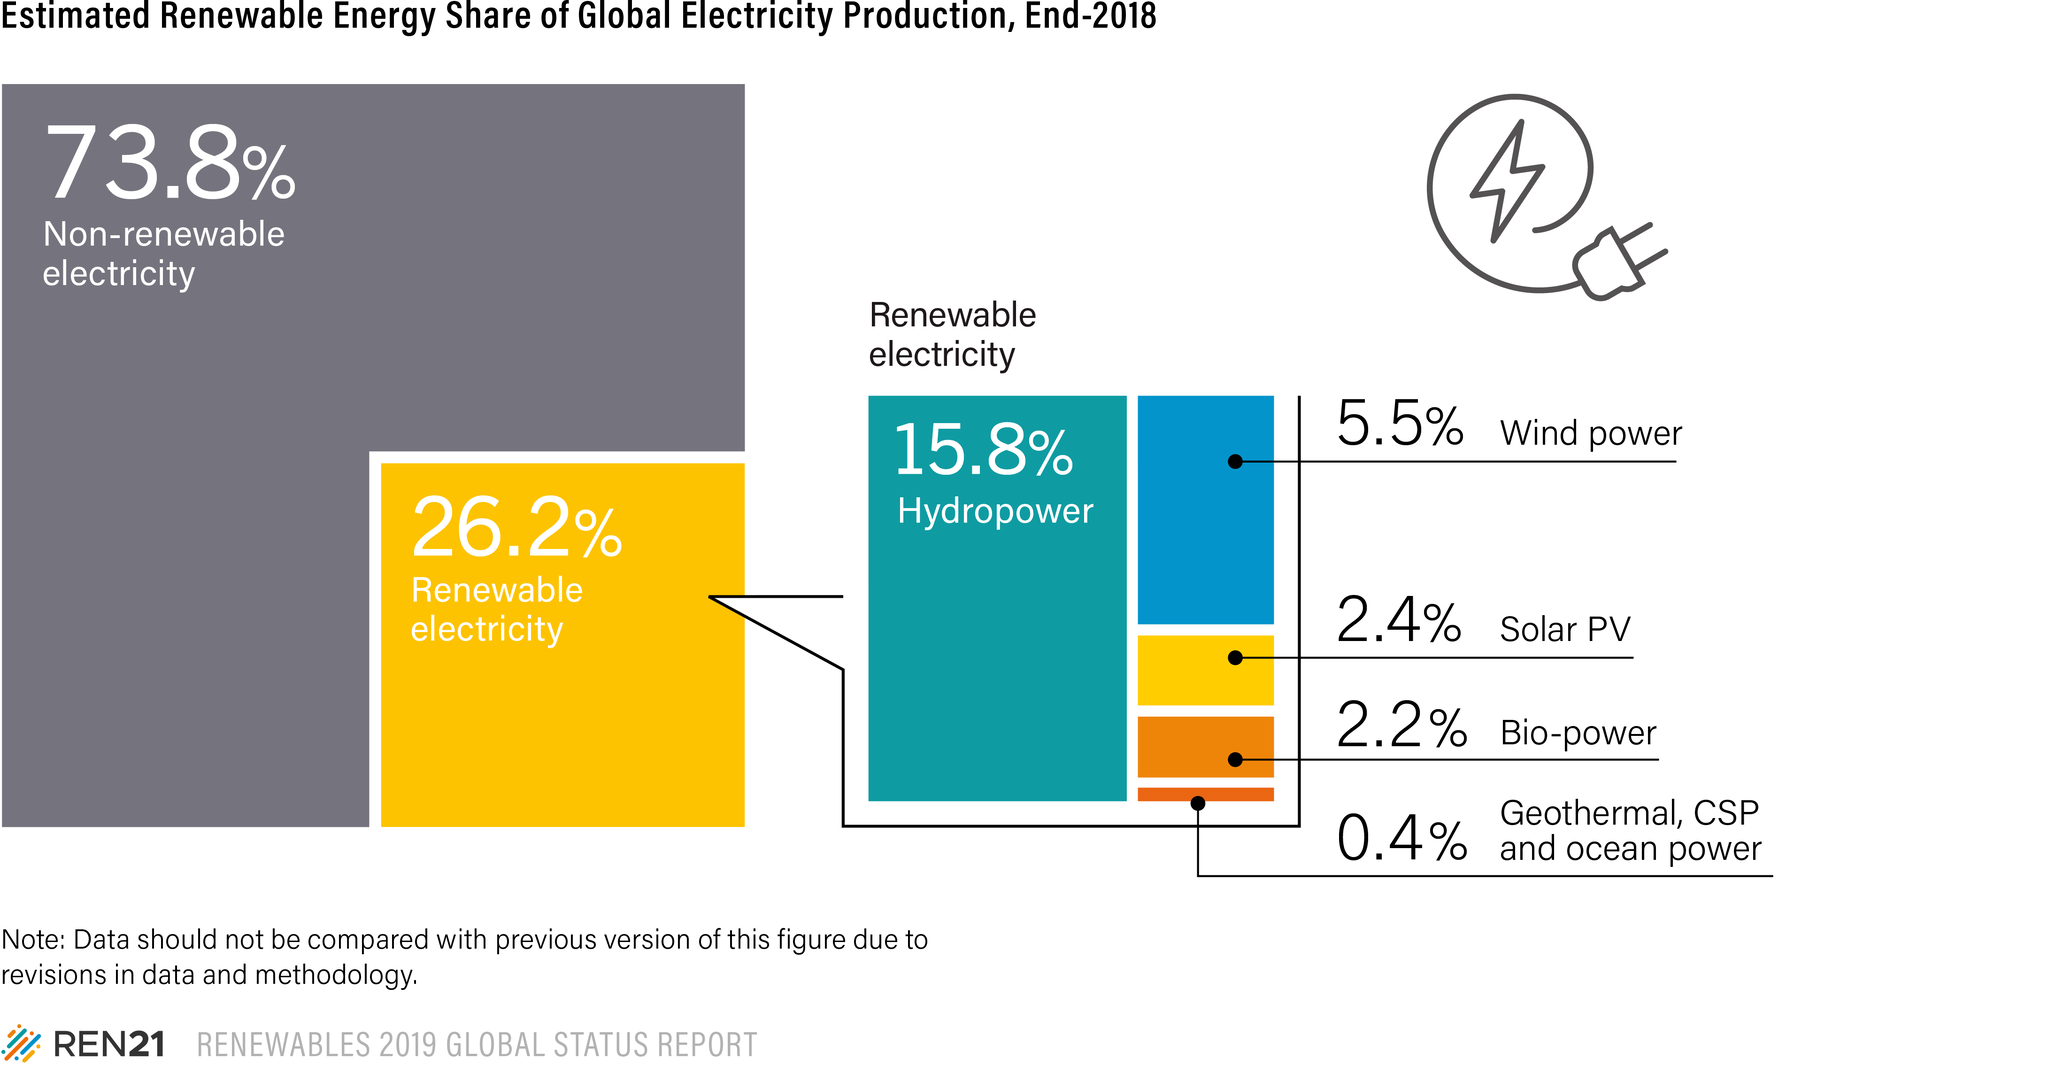 Estimated Renewable Energy Share of Global Electricity Production, End-2018
73.8%
Non-renewable
electricity
26.2%
Renewable
electricity
Renewable
electricity
15.8%
Hydropower
5.5% Wind power
2.4% Solar PV
2.2% Bio-power
0.4% Geothermal, CSP
and ocean power
Note: Data should not be compared with previous version of this figure due to
revisions in data and methodology.
REN21 RENEWABLES 2019 GLOBAL STATUS REPORT